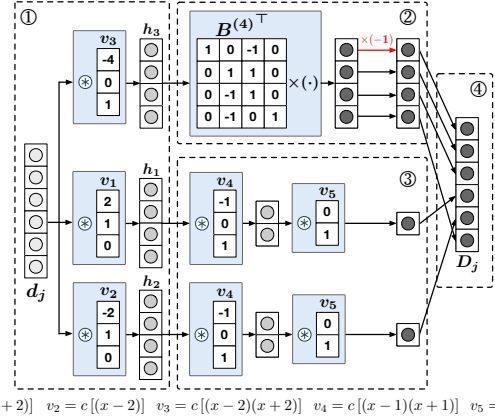 ①
v₃
-4
0
1
h₃
②
B⁽⁴⁾⊤
1 0 -1 0
0 1 1 0
0 -1 1 0
0 -1 0 1
×(·)
×(−1)
④
d_j
v₁
2
1
0
h₁
③
v₄
-1
0
1
v₅
0
1
D_j
v₂
-2
1
0
h₂
v₄
-1
0
1
v₅
0
1
+ 2)] v₂ = c [(x − 2)] v₃ = c [(x − 2)(x + 2)] v₄ = c [(x − 1)(x + 1)] v₅ =